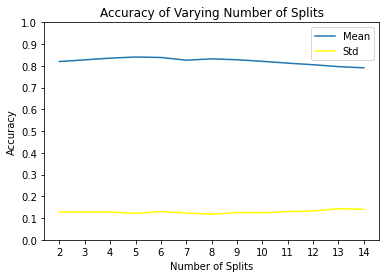 Accuracy of Varying Number of Splits
1.0
0.9
0.8
0.7
0.6
0.5
0.4
0.3
0.2
0.1
0.0
Accuracy
Mean
Std
2 3 4 5 6 7 8 9 10 11 12 13 14
Number of Splits